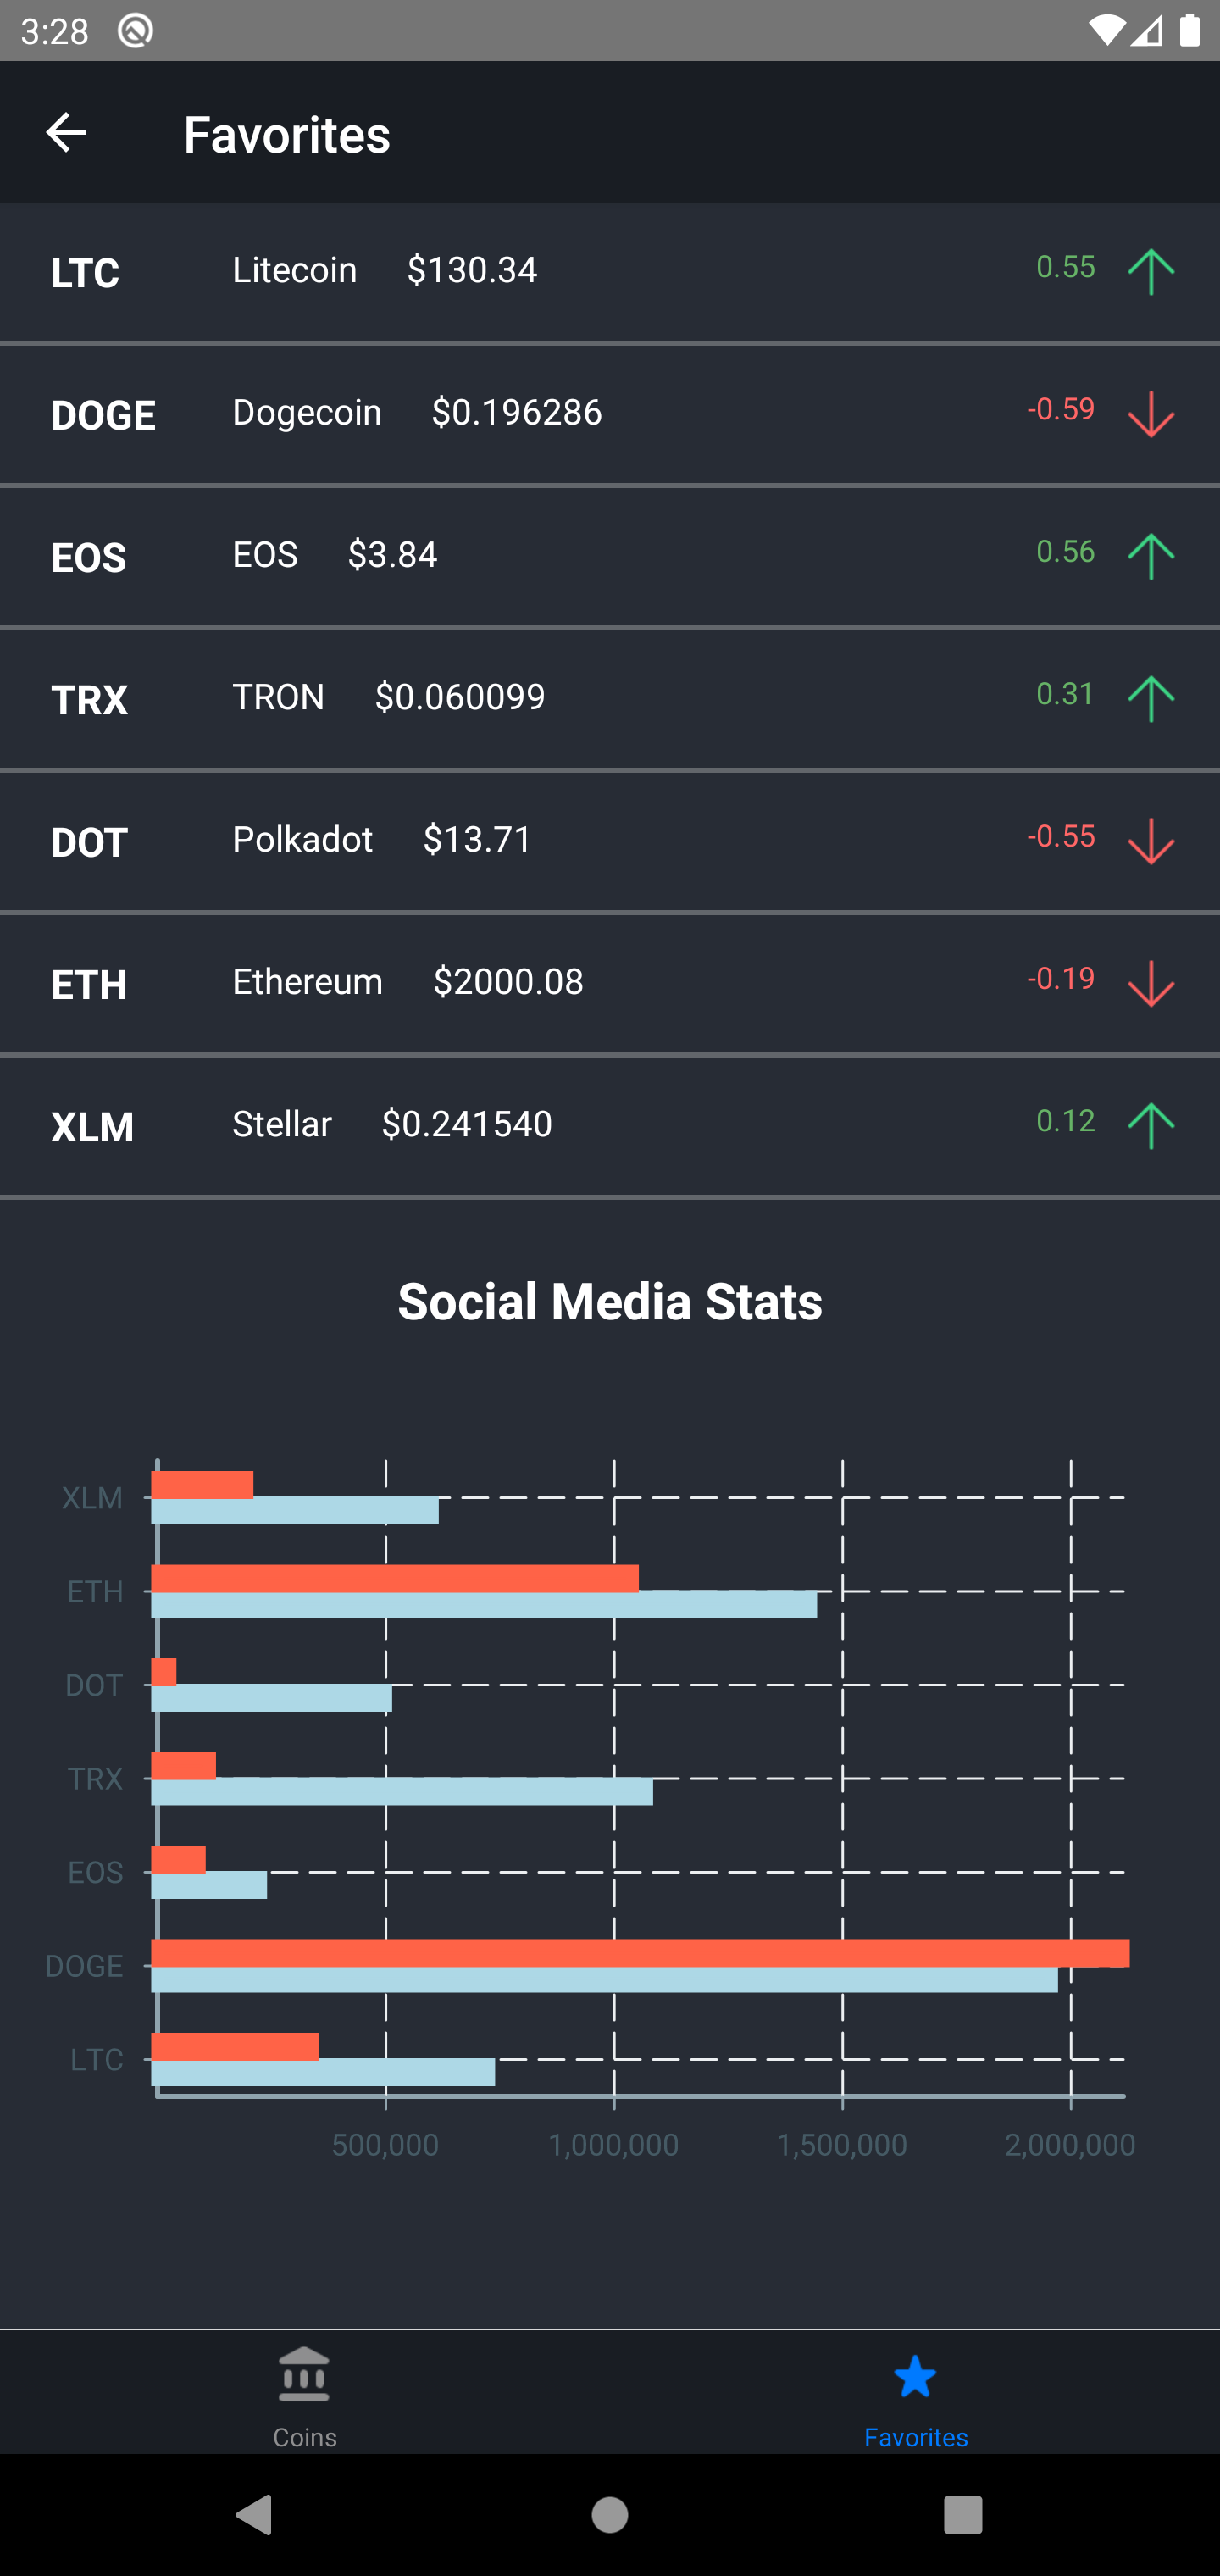 3:28
Favorites
LTC Litecoin $130.34 0.55
DOGE Dogecoin $0.196286 -0.59
EOS EOS $3.84 0.56
TRX TRON $0.060099 0.31
DOT Polkadot $13.71 -0.55
ETH Ethereum $2000.08 -0.19
XLM Stellar $0.241540 0.12
Social Media Stats
XLM
ETH
DOT
TRX
EOS
DOGE
LTC
500,000 1,000,000 1,500,000 2,000,000
Coins Favorites